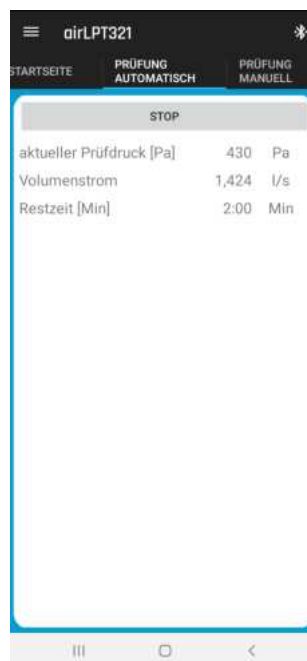 airLPT321
STARTSEITE
PRÜFUNG
AUTOMATISCH
PRÜFUNG
MANUELL
STOP
aktueller Prüfdruck [Pa] 430 Pa
Volumenstrom 1,424 l/s
Restzeit [Min] 2:00 Min